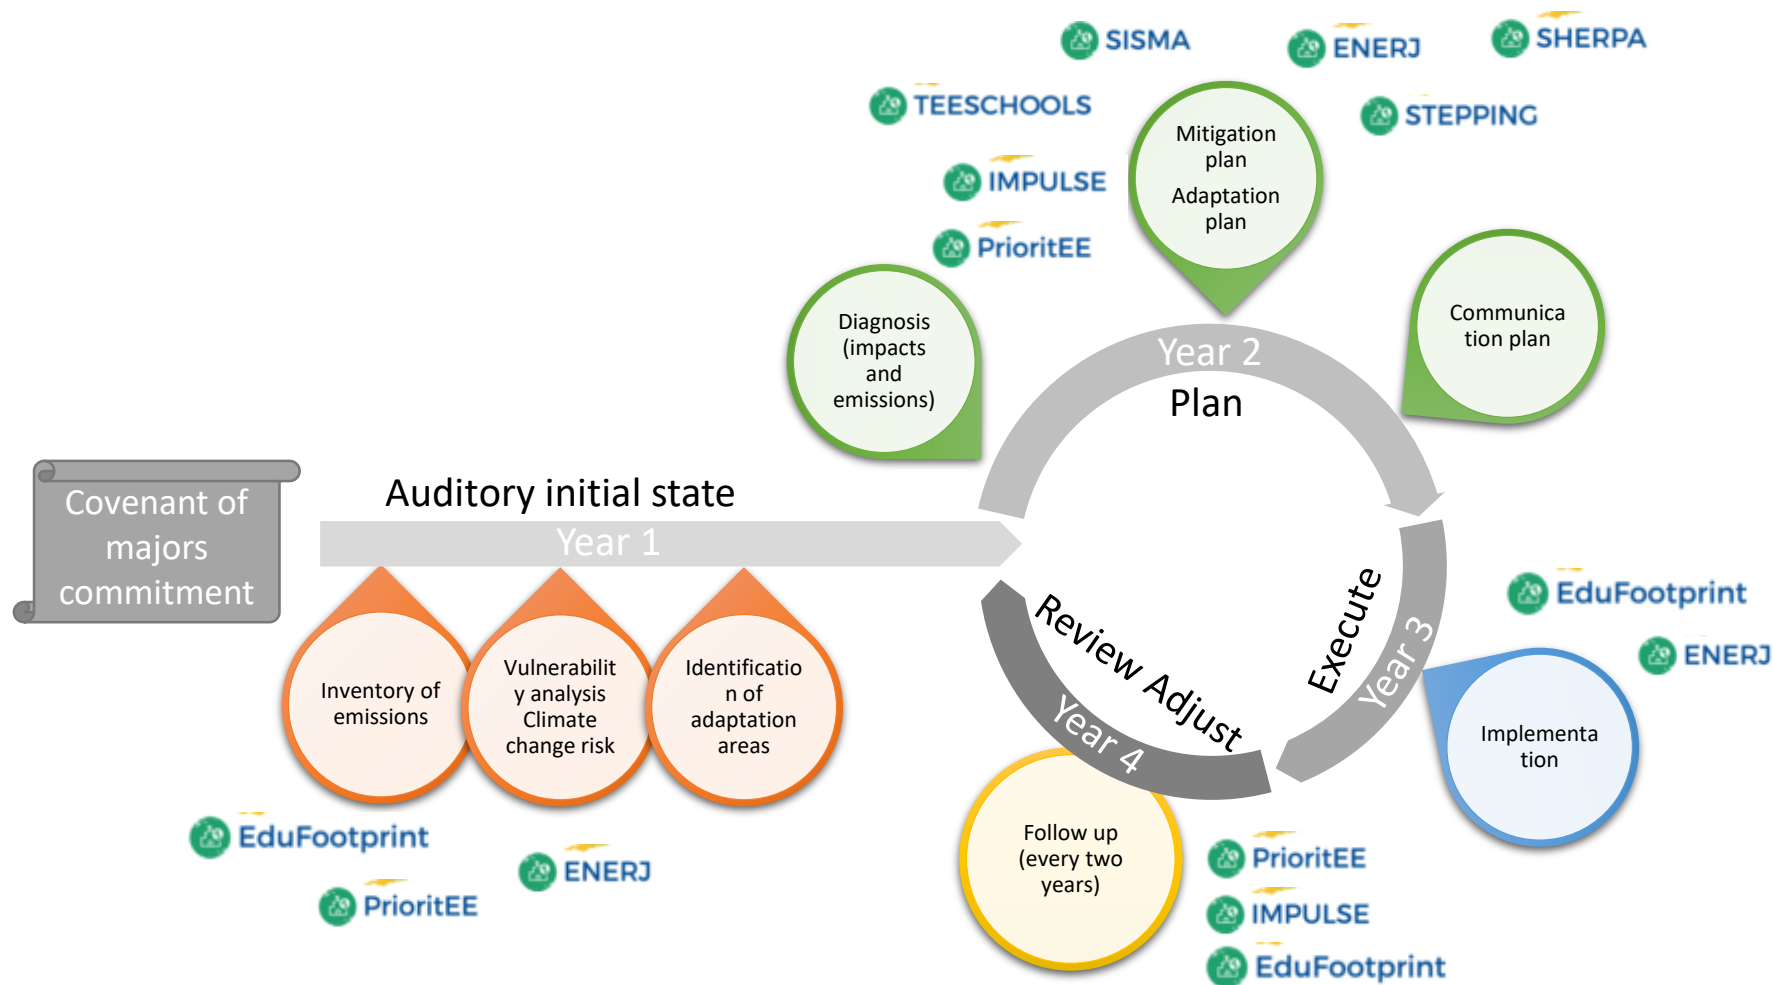 SISMA
ENERJ
SHERPA
TEESCHOOLS
STEPPING
IMPULSE
PrioritEE
Mitigation
plan
Adaptation
plan
Diagnosis
(impacts
and
emissions)
Communica
tion plan
Year 2
Plan
Covenant of
majors
commitment
Auditory initial state
Year 1
Inventory of
emissions
Vulnerabilit
y analysis
Climate
change risk
Identificatio
n of
adaptation
areas
EduFootprint
ENERJ
PrioritEE
Execute
Year 3
EduFootprint
ENERJ
Implementa
tion
Review Adjust
Year 4
Follow up
(every two
years)
PrioritEE
IMPULSE
EduFootprint